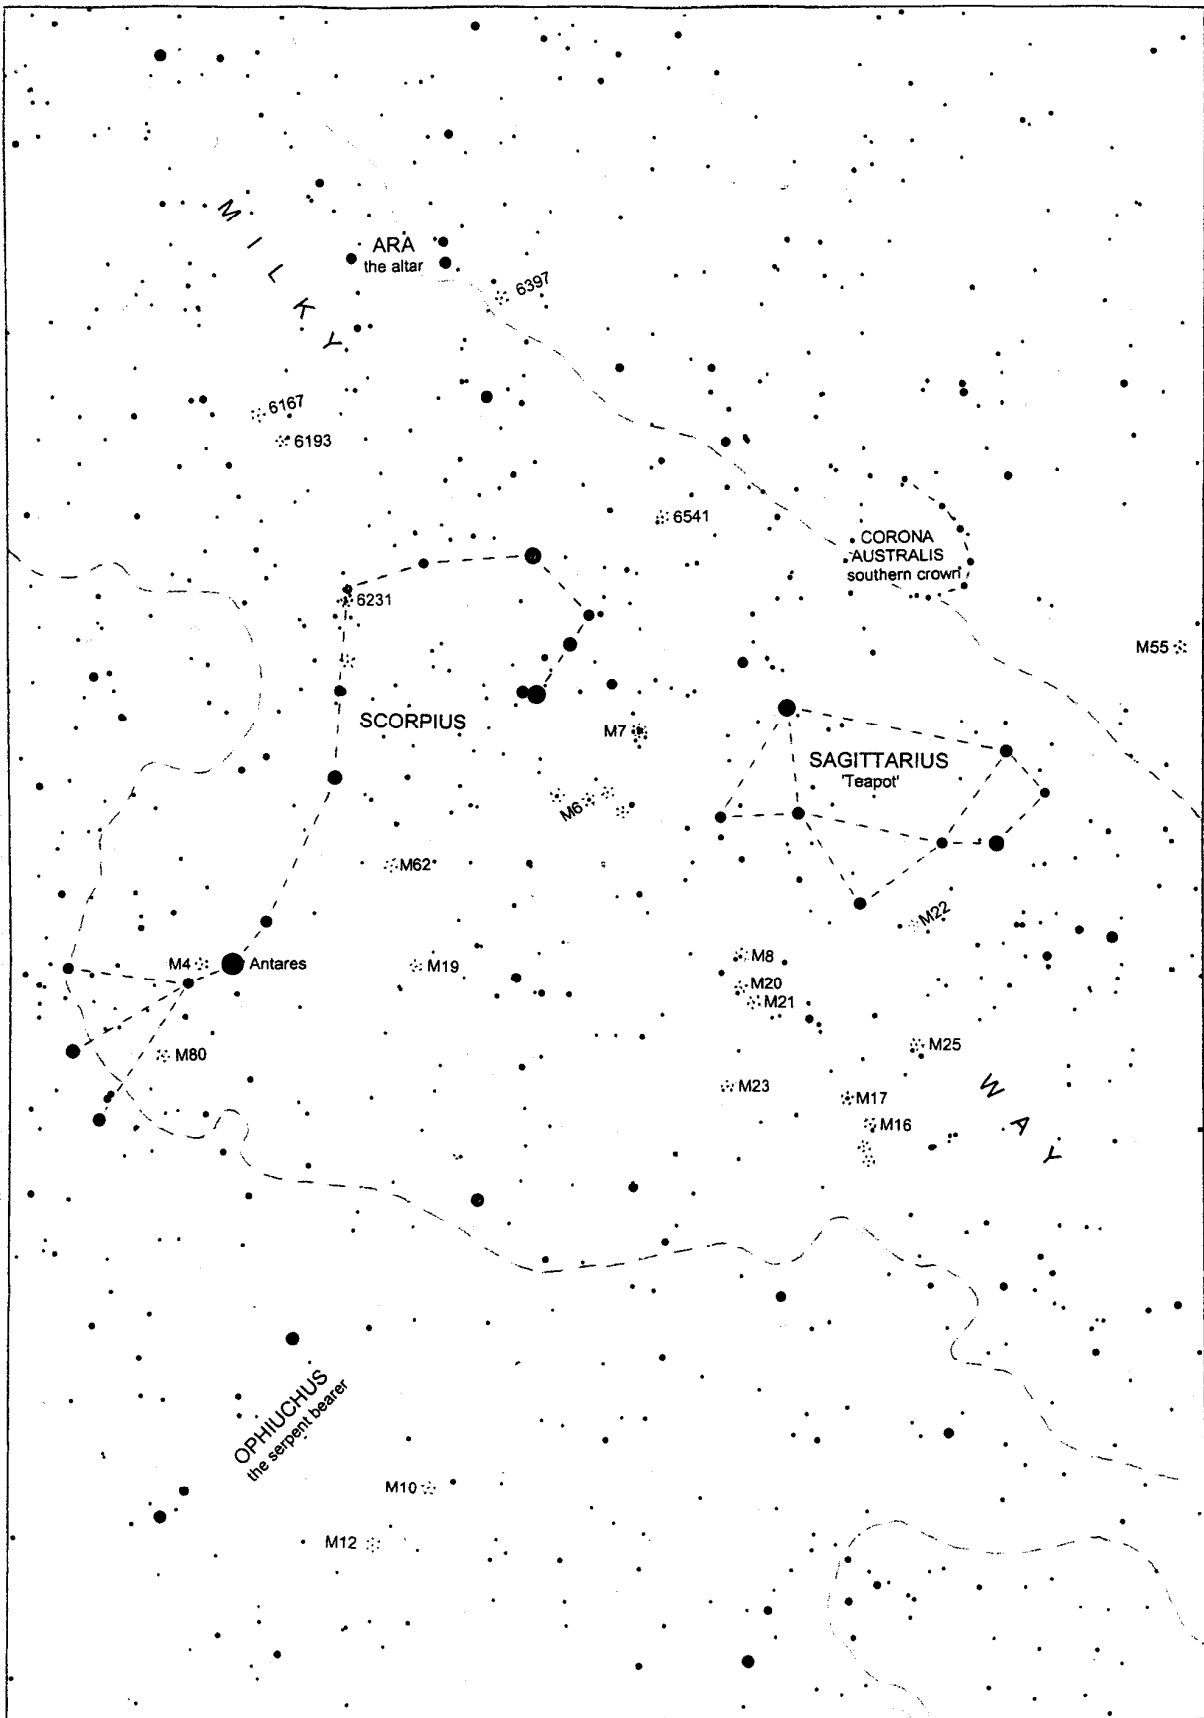 MILKY
ARA
the altar
6397
6167
6193
6541
CORONA
AUSTRALIS
southern crown
6231
M55
SCORPIUS
M7
SAGITTARIUS
'Teapot'
M6
M62
M22
M4
Antares
M19
M8
M20
M21
M80
M25
M23
M17
WAY
M16
OPHIUCHUS
the serpent bearer
M10
M12